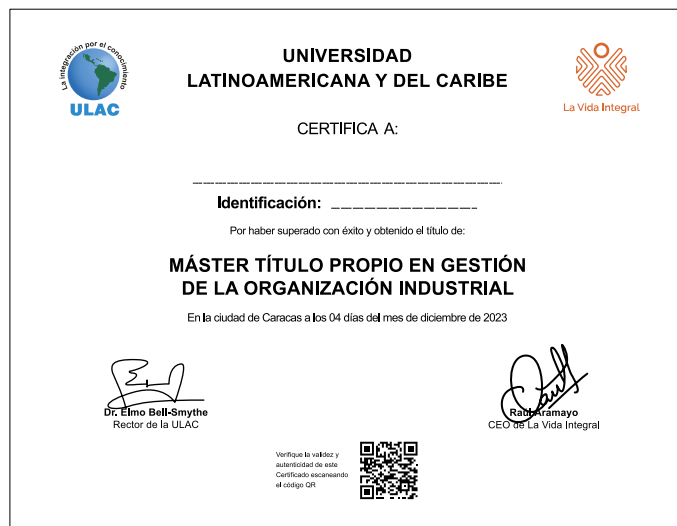 La integración por el conocimiento
ULAC
UNIVERSIDAD
LATINOAMERICANA Y DEL CARIBE
La Vida Integral
CERTIFICA A:
Identificación:
Por haber superado con éxito y obtenido el título de:
MÁSTER TÍTULO PROPIO EN GESTIÓN
DE LA ORGANIZACIÓN INDUSTRIAL
En la ciudad de Caracas a los 04 días del mes de diciembre de 2023
Dr. Elmo Bell-Smythe
Rector de la ULAC
Raúl Aramayo
CEO de La Vida Integral
Verifique la validez y
autenticidad de este
Certificado escaneando
el código QR